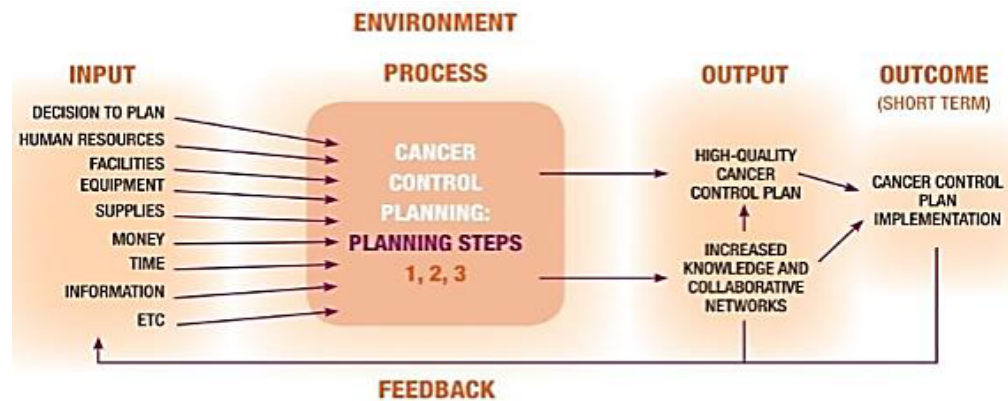 ENVIRONMENT
INPUT
PROCESS
OUTPUT
OUTCOME
(SHORT TERM)
DECISION TO PLAN
HUMAN RESOURCES
FACILITIES
EQUIPMENT
SUPPLIES
MONEY
TIME
INFORMATION
ETC
CANCER
CONTROL
PLANNING:
PLANNING STEPS
1, 2, 3
HIGH-QUALITY
CANCER
CONTROL PLAN
INCREASED
KNOWLEDGE AND
COLLABORATIVE
NETWORKS
CANCER CONTROL
PLAN
IMPLEMENTATION
FEEDBACK